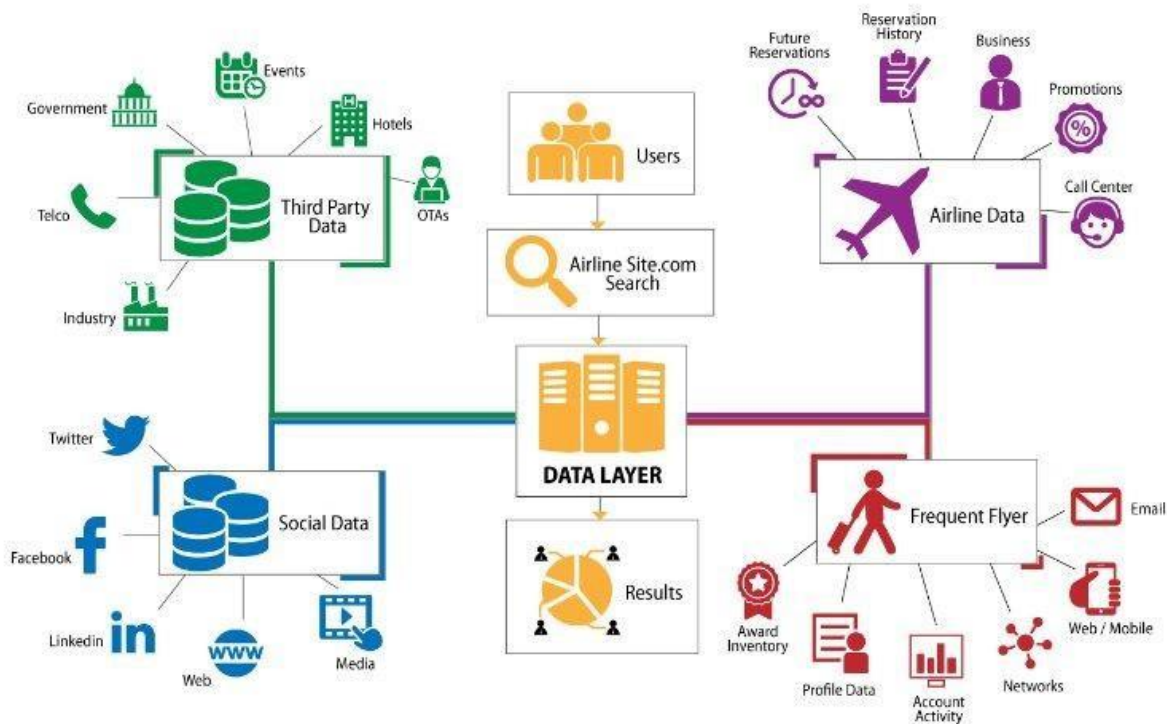 Government
Events
Hotels
Telco
Third Party
Data
OTAs
Industry
Users
Airline Site.com
Search
Future
Reservations
Reservation
History
Business
Promotions
%
Airline Data
Call Center
DATA LAYER
Twitter
Social Data
Facebook
f
Linkedin
in
Web
www
Media
Results
Frequent Flyer
Email
Web / Mobile
Networks
Account
Activity
Profile Data
Award
Inventory
H